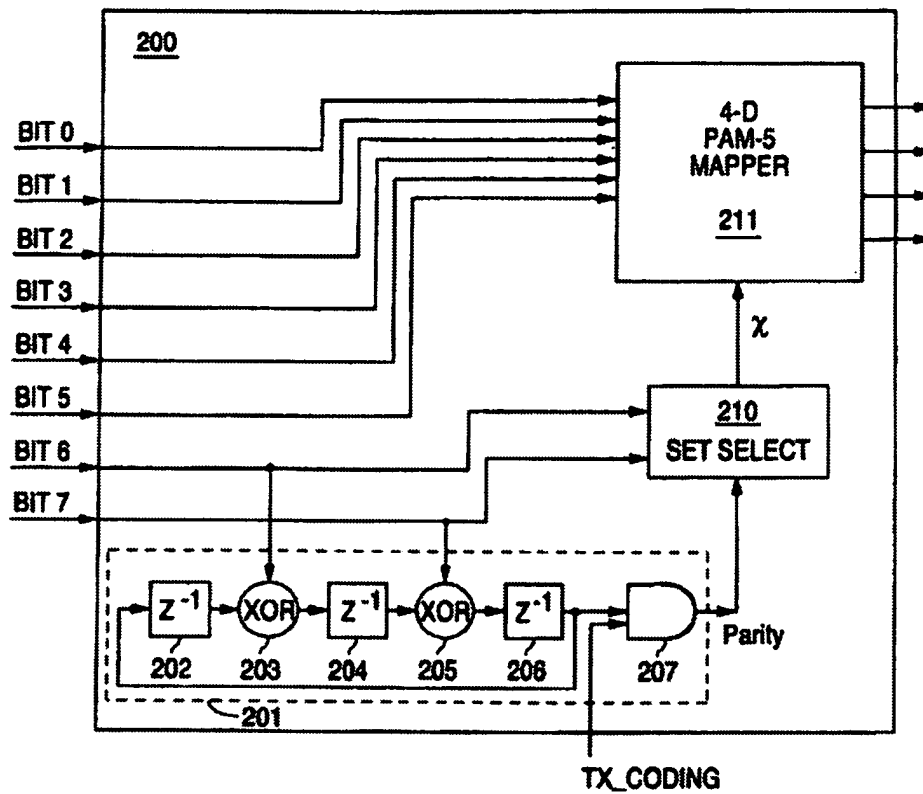 200
4-D
PAM-5
MAPPER
211
BIT 0
BIT 1
BIT 2
BIT 3
BIT 4
BIT 5
BIT 6
BIT 7
χ
210
SET SELECT
Z⁻¹
XOR
Z⁻¹
XOR
Z⁻¹
Parity
202
203
204
205
206
207
201
TX_CODING